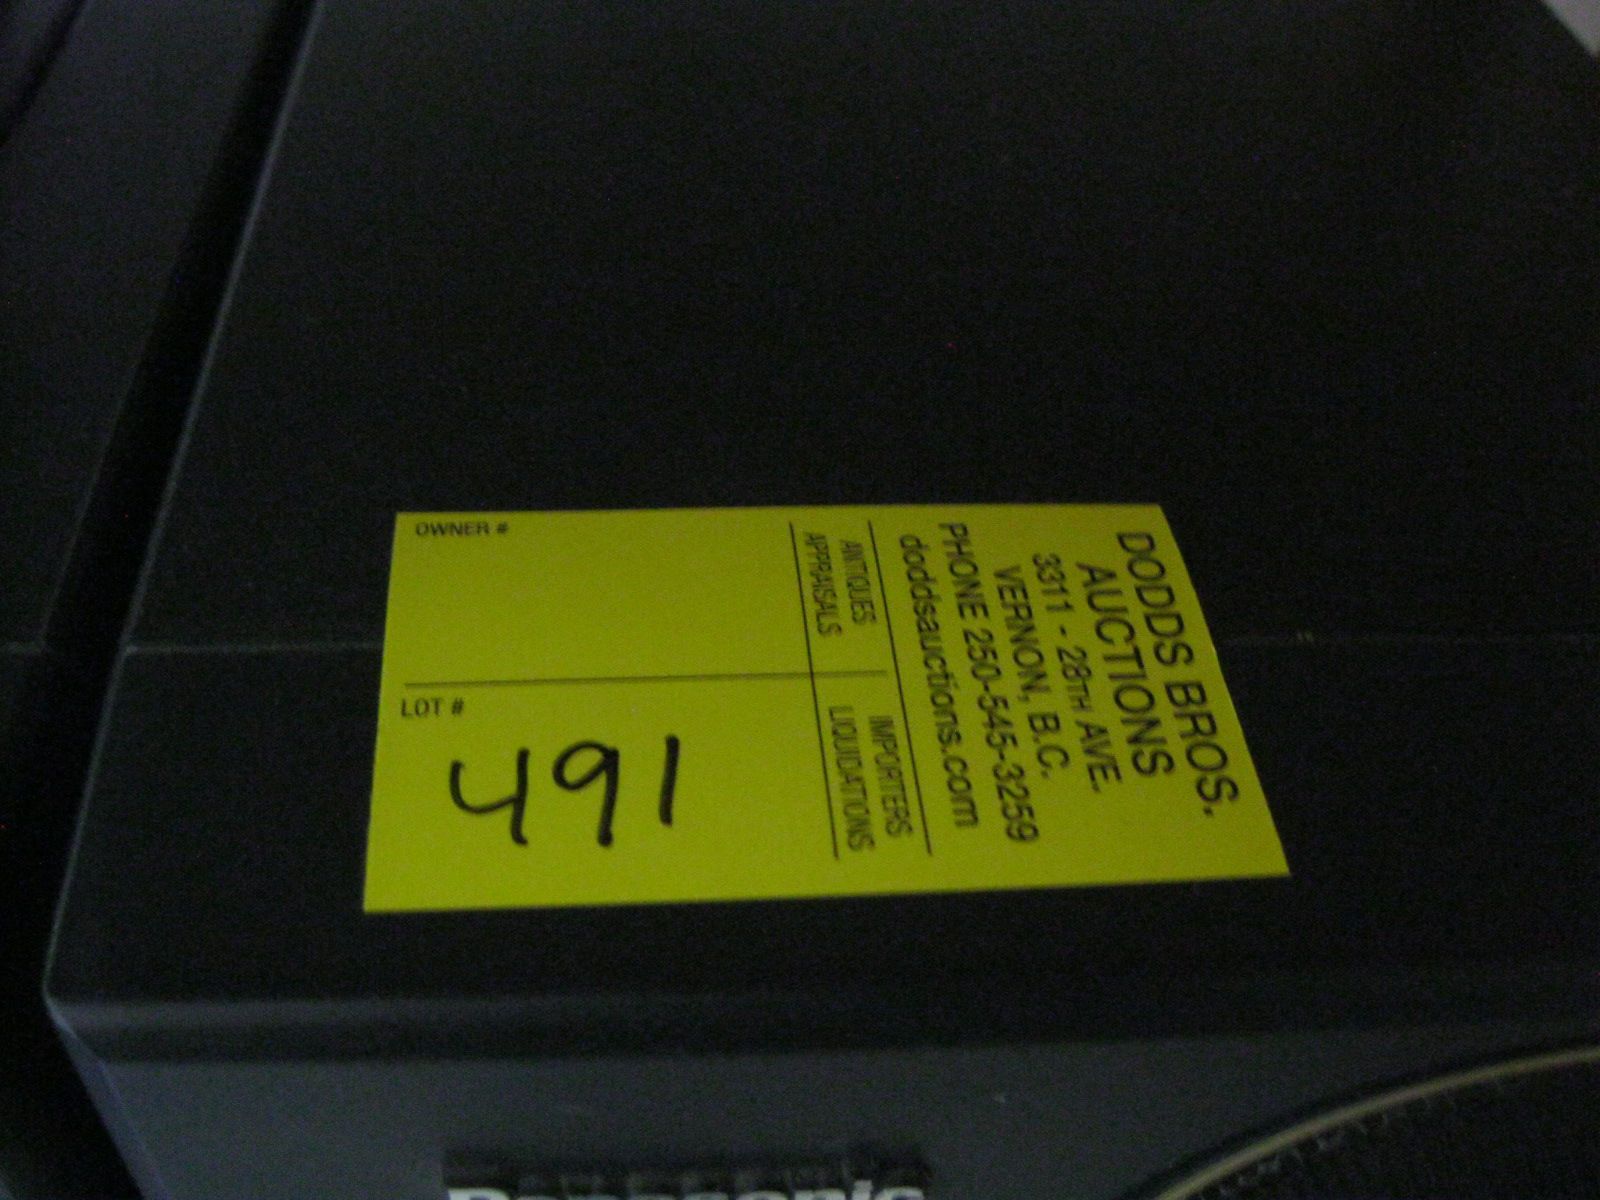 DODDS BROS.
AUCTIONS
3311 - 28TH AVE.
VERNON, B.C.
PHONE 250-545-3259
doddsauctions.com
ANTIQUES IMPORTERS
APPRAISALS LIQUIDATIONS
OWNER #
LOT #
491
Panasonic